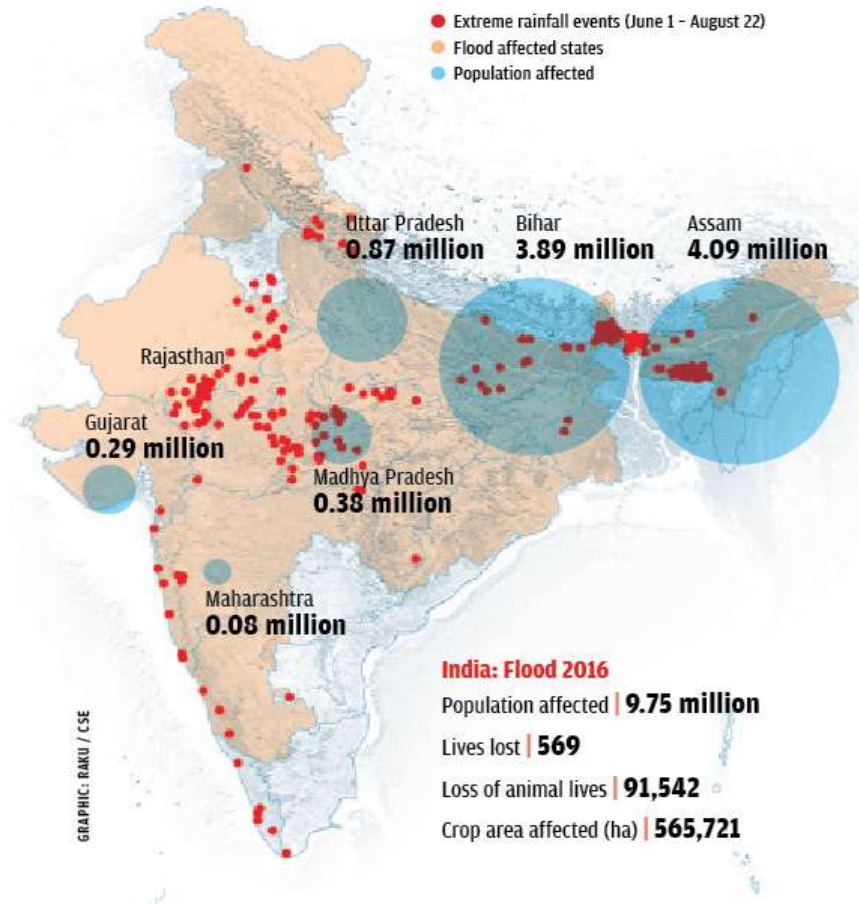 Extreme rainfall events (June 1 - August 22)
Flood affected states
Population affected
Uttar Pradesh
0.87 million
Bihar
3.89 million
Assam
4.09 million
Rajasthan
Gujarat
0.29 million
Madhya Pradesh
0.38 million
Maharashtra
0.08 million
India: Flood 2016
Population affected | 9.75 million
Lives lost | 569
Loss of animal lives | 91,542
Crop area affected (ha) | 565,721
GRAPHIC: RAKU / CSE